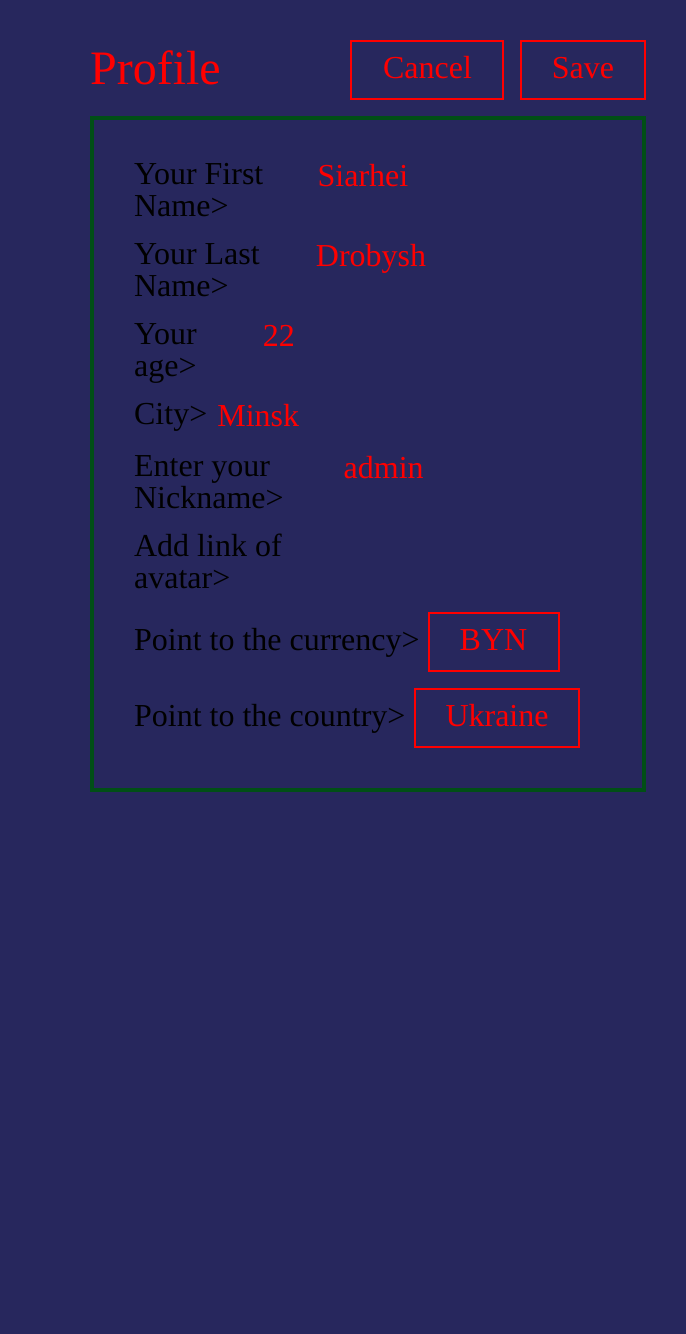 Profile Cancel Save
Your First Siarhei
Name>
Your Last Drobysh
Name>
Your 22
age>
City> Minsk
Enter your admin
Nickname>
Add link of
avatar>
Point to the currency> BYN
Point to the country> Ukraine